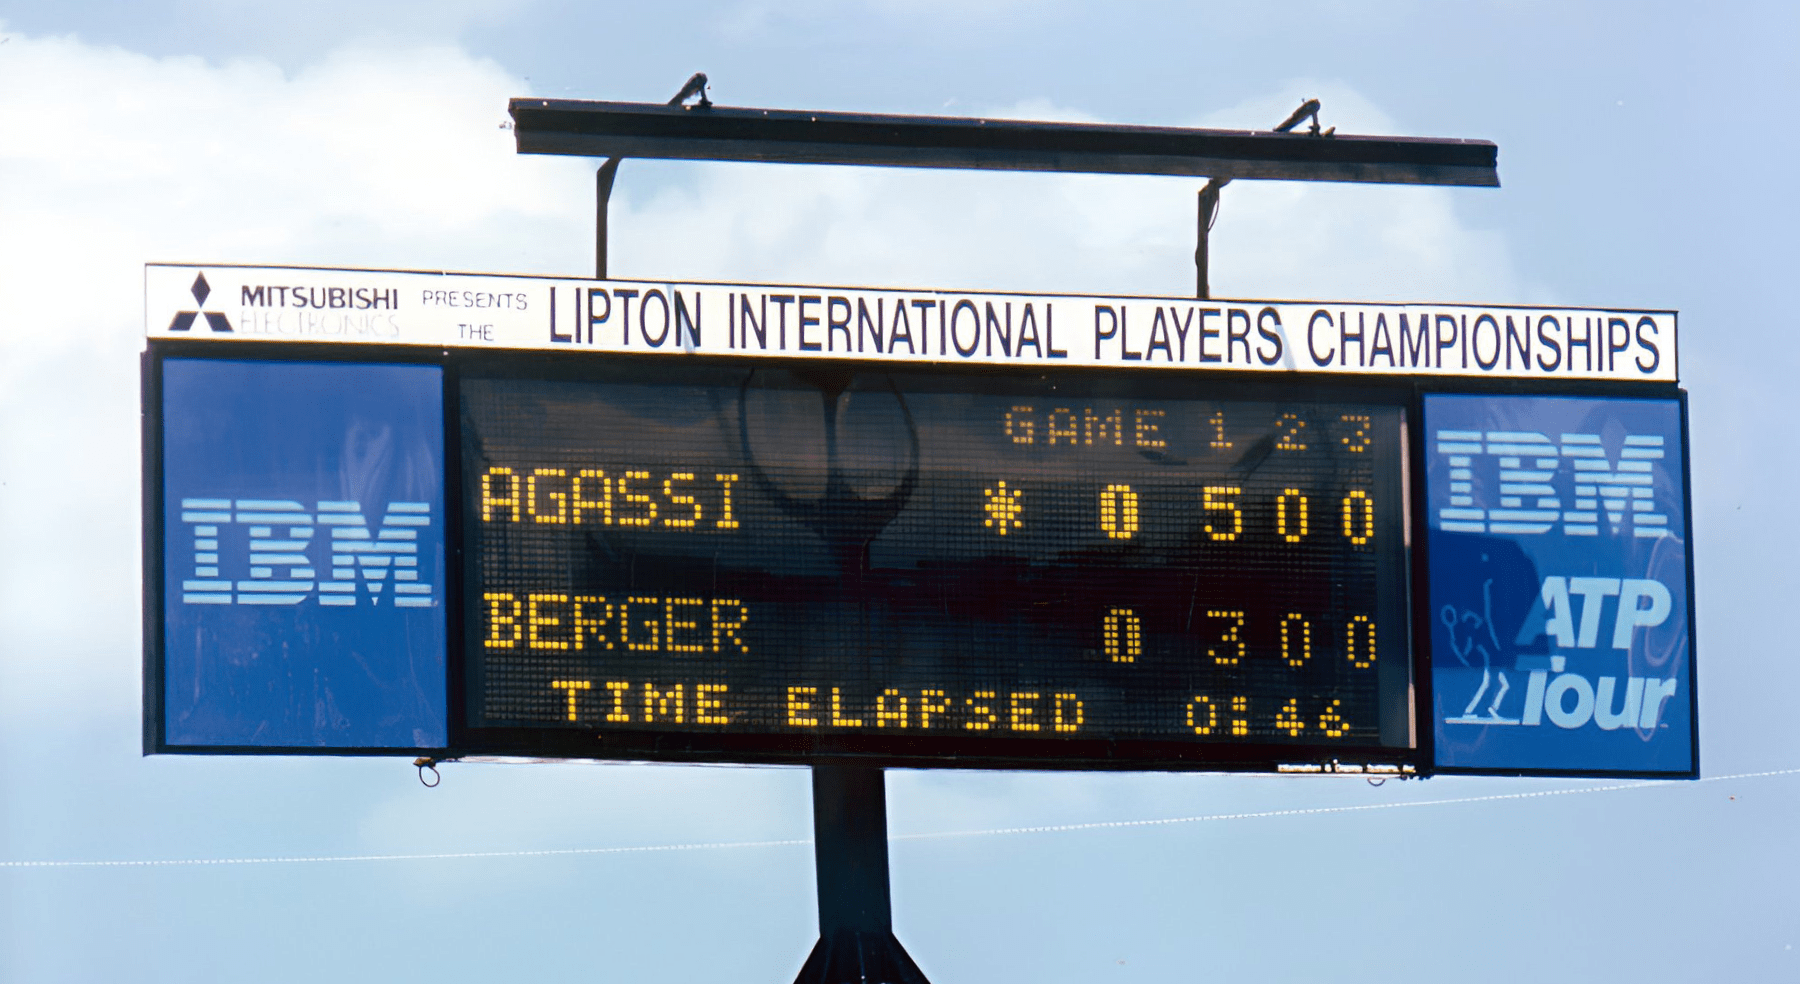 MITSUBISHI ELECTRONICS PRESENTS THE LIPTON INTERNATIONAL PLAYERS CHAMPIONSHIPS
IBM
GAME 1 2 3
AGASSI * 0 5 0 0
BERGER 0 3 0 0
TIME ELAPSED 0:46
IBM
ATP
Tour